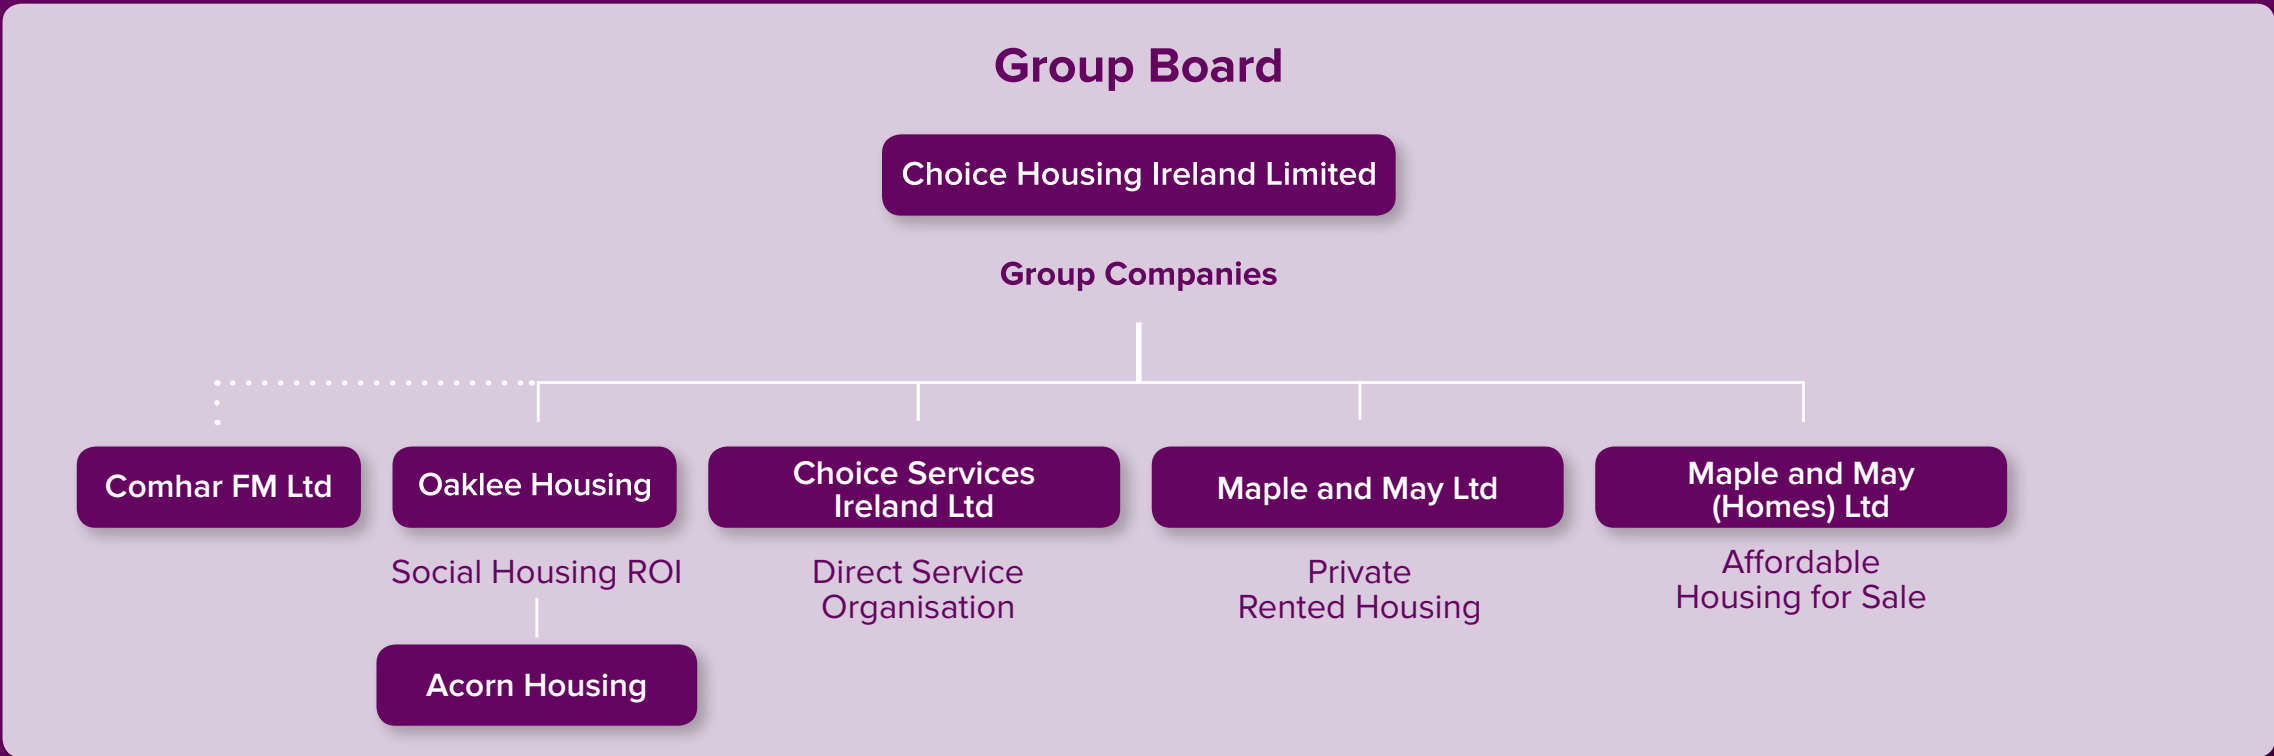 Group Board
Choice Housing Ireland Limited
Group Companies
Comhar FM Ltd
Oaklee Housing
Social Housing ROI
Acorn Housing
Choice Services
Ireland Ltd
Direct Service
Organisation
Maple and May Ltd
Private
Rented Housing
Maple and May
(Homes) Ltd
Affordable
Housing for Sale